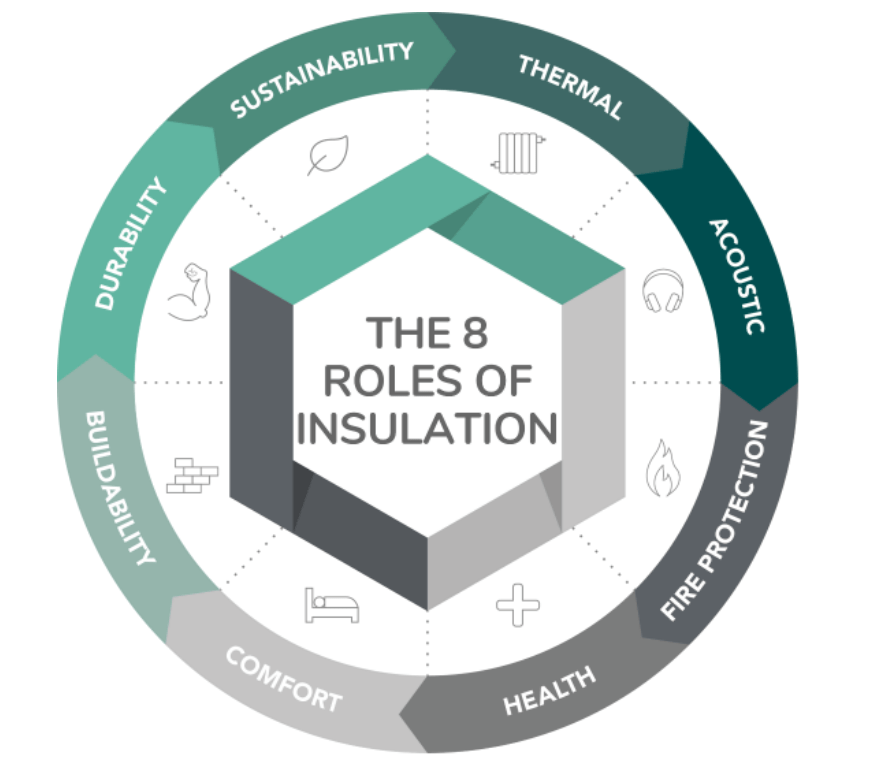 THE 8
ROLES OF
INSULATION
THERMAL
ACOUSTIC
FIRE PROTECTION
HEALTH
COMFORT
BUILDABILITY
DURABILITY
SUSTAINABILITY